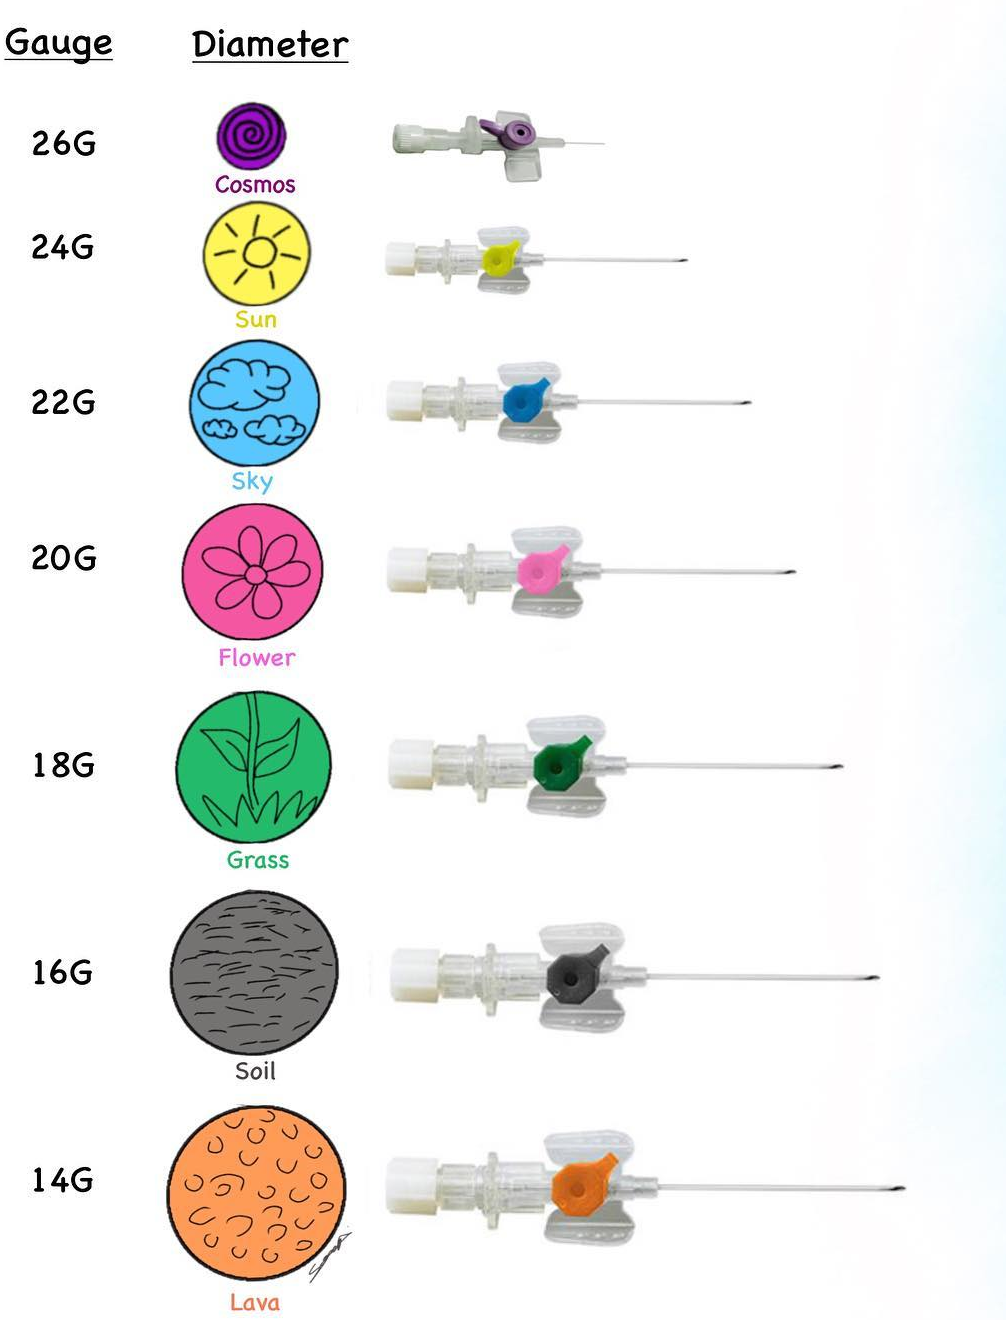 Gauge Diameter
26G
Cosmos
24G
Sun
22G
Sky
20G
Flower
18G
Grass
16G
Soil
14G
Lava